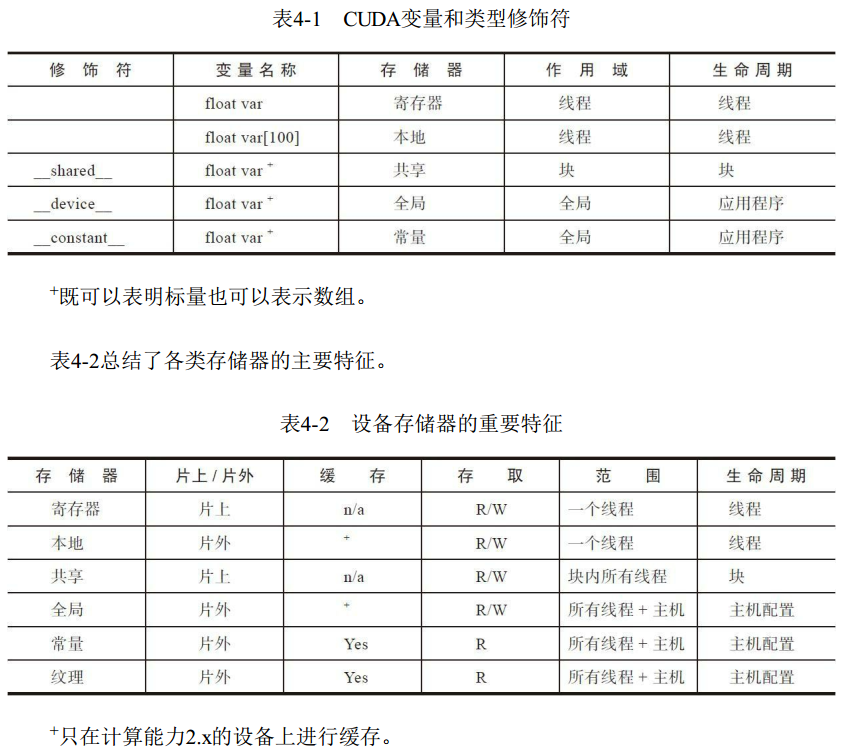 表4-1 CUDA变量和类型修饰符
修饰符 变量名称 存储器 作用域 生命周期
float var 寄存器 线程 线程
float var[100] 本地 线程 线程
__shared__ float var + 共享 块 块
__device__ float var + 全局 全局 应用程序
__constant__ float var + 常量 全局 应用程序
+既可以表明标量也可以表示数组。
表4-2总结了各类存储器的主要特征。
表4-2 设备存储器的重要特征
存储器 片上/片外 缓存 存取 范围 生命周期
寄存器 片上 n/a R/W 一个线程 线程
本地 片外 + R/W 一个线程 线程
共享 片上 n/a R/W 块内所有线程 块
全局 片外 + R/W 所有线程+主机 主机配置
常量 片外 Yes R 所有线程+主机 主机配置
纹理 片外 Yes R 所有线程+主机 主机配置
+只在计算能力2.x的设备上进行缓存。